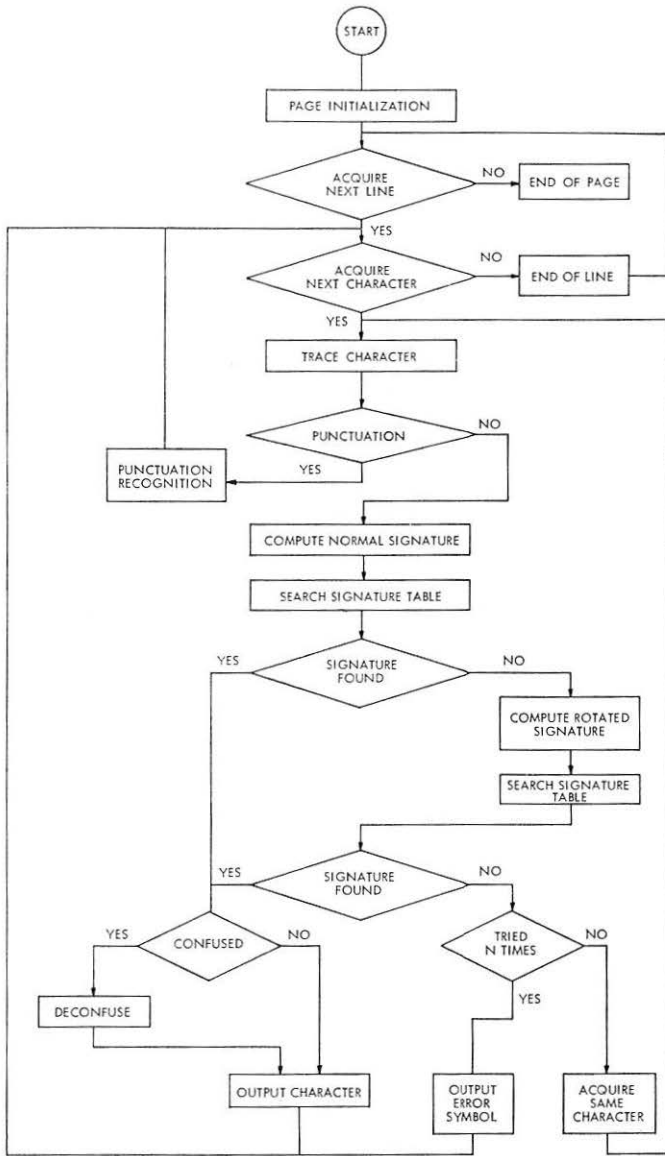 START
PAGE INITIALIZATION
ACQUIRE
NEXT LINE
NO
END OF PAGE
YES
ACQUIRE
NEXT CHARACTER
NO
END OF LINE
YES
TRACE CHARACTER
PUNCTUATION
NO
YES
PUNCTUATION
RECOGNITION
COMPUTE NORMAL SIGNATURE
SEARCH SIGNATURE TABLE
YES
SIGNATURE
FOUND
NO
COMPUTE ROTATED
SIGNATURE
SEARCH SIGNATURE
TABLE
YES
SIGNATURE
FOUND
NO
YES
CONFUSED
NO
TRIED
N TIMES
NO
YES
DECONFUSE
OUTPUT CHARACTER
OUTPUT
ERROR
SYMBOL
ACQUIRE
SAME
CHARACTER